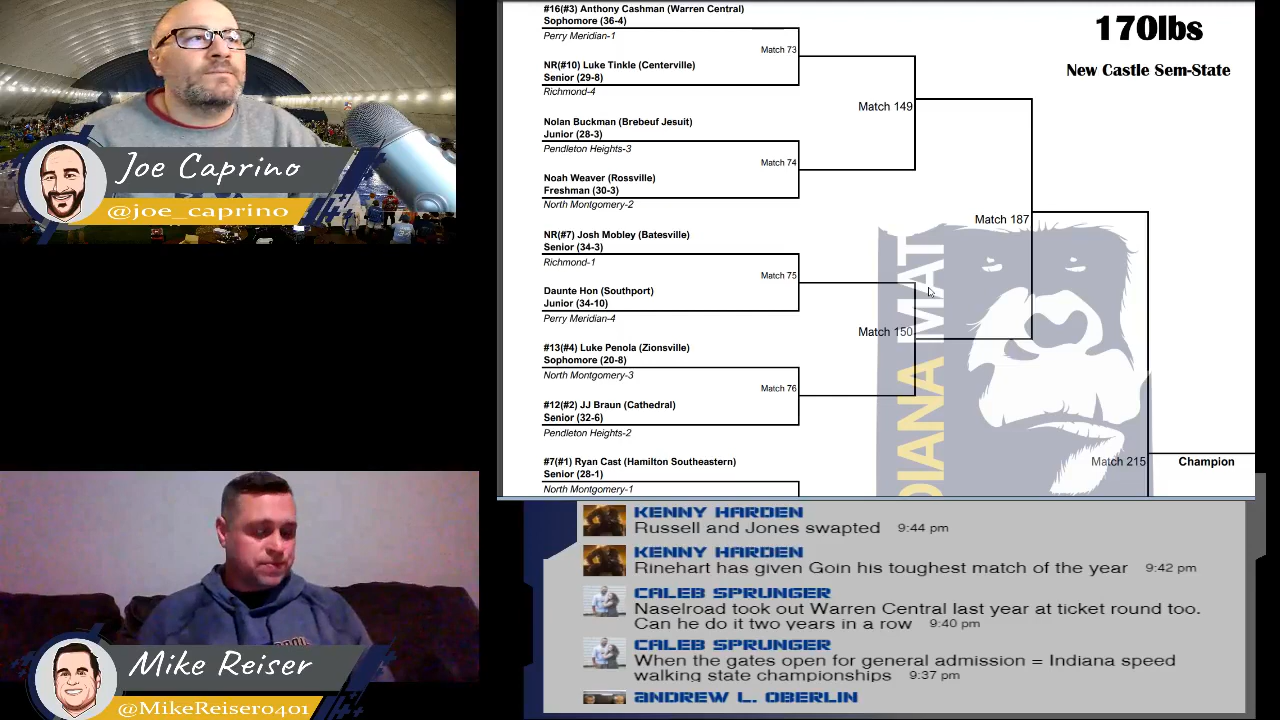 Joe Caprino
@joe_caprino
170lbs
New Castle Sem-State
#16(#3) Anthony Cashman (Warren Central)
Sophomore (36-4)
Perry Meridian-1
Match 73
NR(#10) Luke Tinkle (Centerville)
Senior (29-8)
Richmond-4
Match 149
Nolan Buckman (Brebeuf Jesuit)
Junior (28-3)
Pendleton Heights-3
Match 74
Noah Weaver (Rossville)
Freshman (30-3)
North Montgomery-2
Match 187
NR(#7) Josh Mobley (Batesville)
Senior (34-3)
Richmond-1
Match 75
Daunte Hon (Southport)
Junior (34-10)
Perry Meridian-4
Match 150
#13(#4) Luke Penola (Zionsville)
Sophomore (20-8)
North Montgomery-3
Match 76
#12(#2) JJ Braun (Cathedral)
Senior (32-6)
Pendleton Heights-2
#7(#1) Ryan Cast (Hamilton Southeastern)
Senior (28-1)
North Montgomery-1
Match 215
Champion
DIANA MAT
Mike Reiser
@MikeReiser0401
KENNY HARDEN
Russell and Jones swapted 9:44 pm
KENNY HARDEN
Rinehart has given Goin his toughest match of the year 9:42 pm
CALEB SPRUNGER
Naselroad took out Warren Central last year at ticket round too.
Can he do it two years in a row 9:40 pm
CALEB SPRUNGER
When the gates open for general admission = Indiana speed
walking state championships 9:37 pm
ANDREW L. OBERLIN